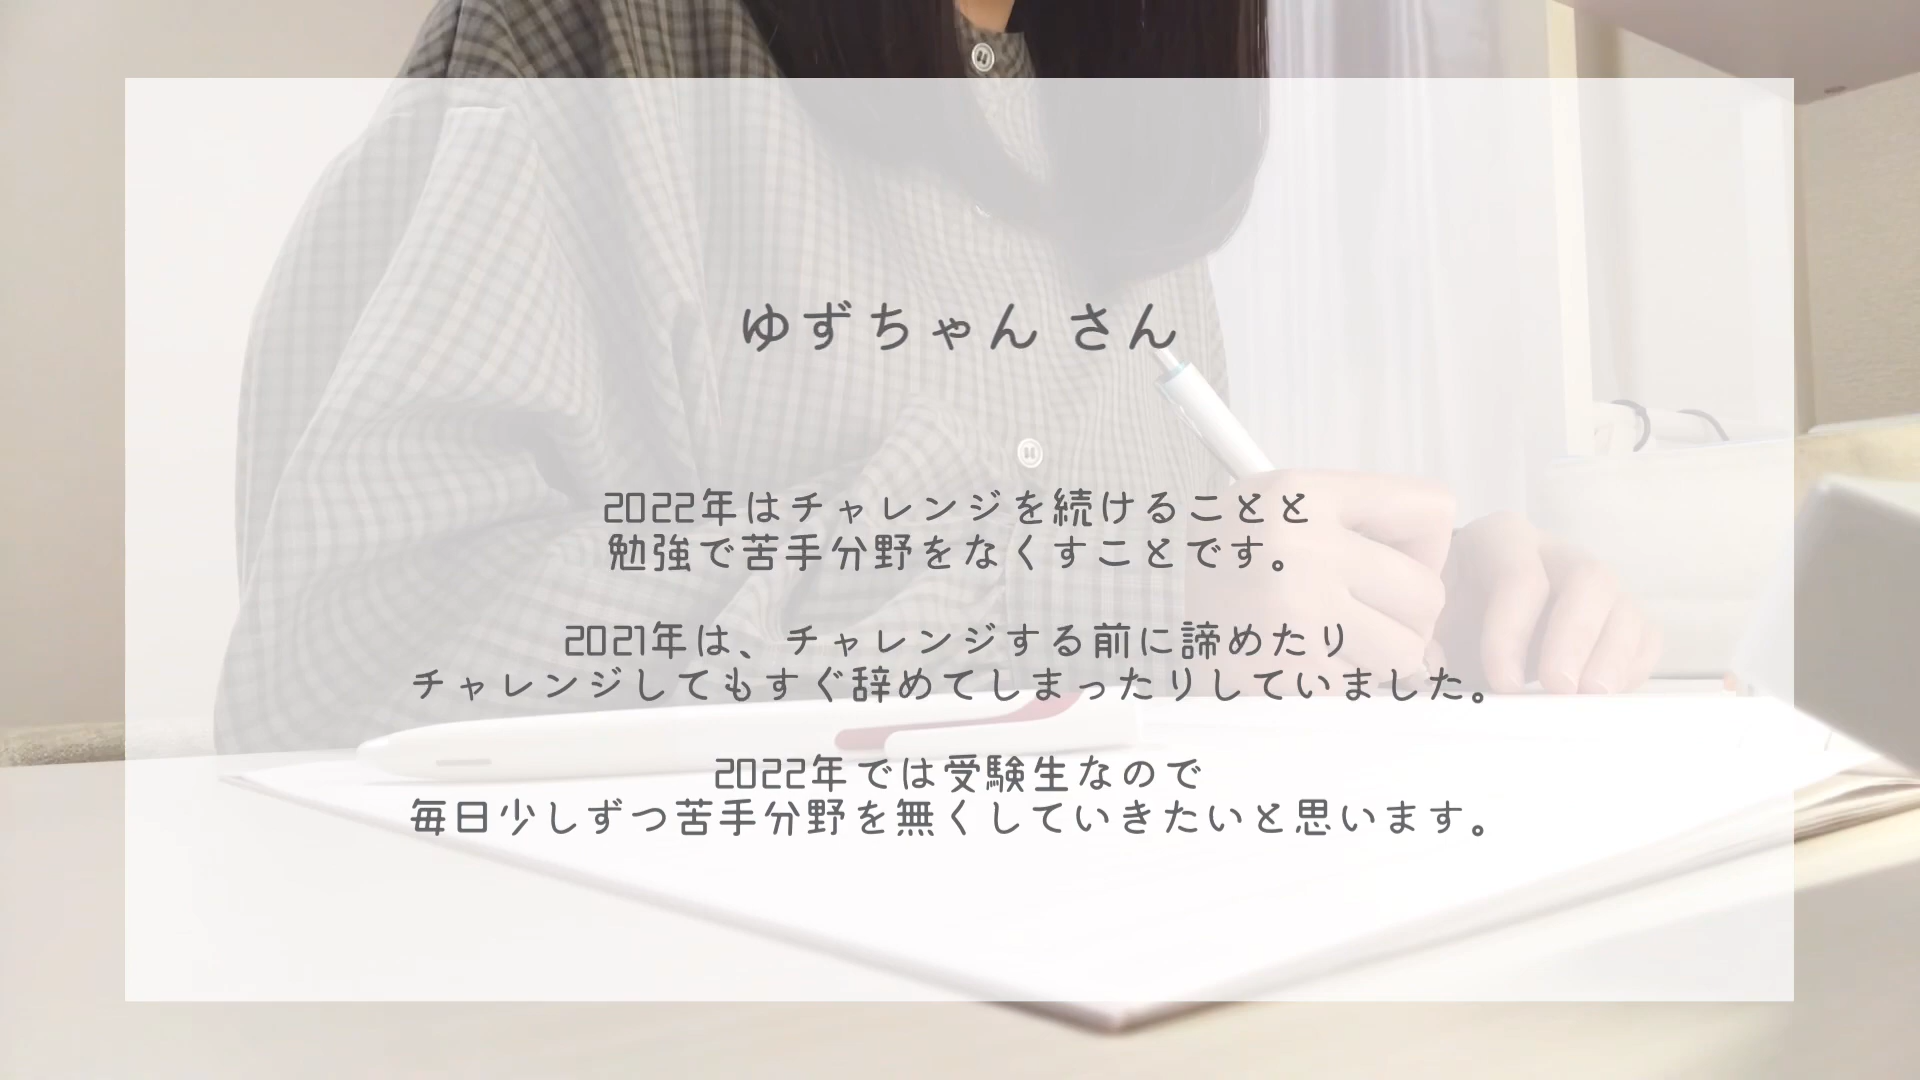 ゆずちゃん さん
2022年はチャレンジを続けることと
勉強で苦手分野をなくすことです。
2021年は、チャレンジする前に諦めたり
チャレンジしてもすぐ辞めてしまったりしていました。
2022年では受験生なので
毎日少しずつ苦手分野を無くしていきたいと思います。